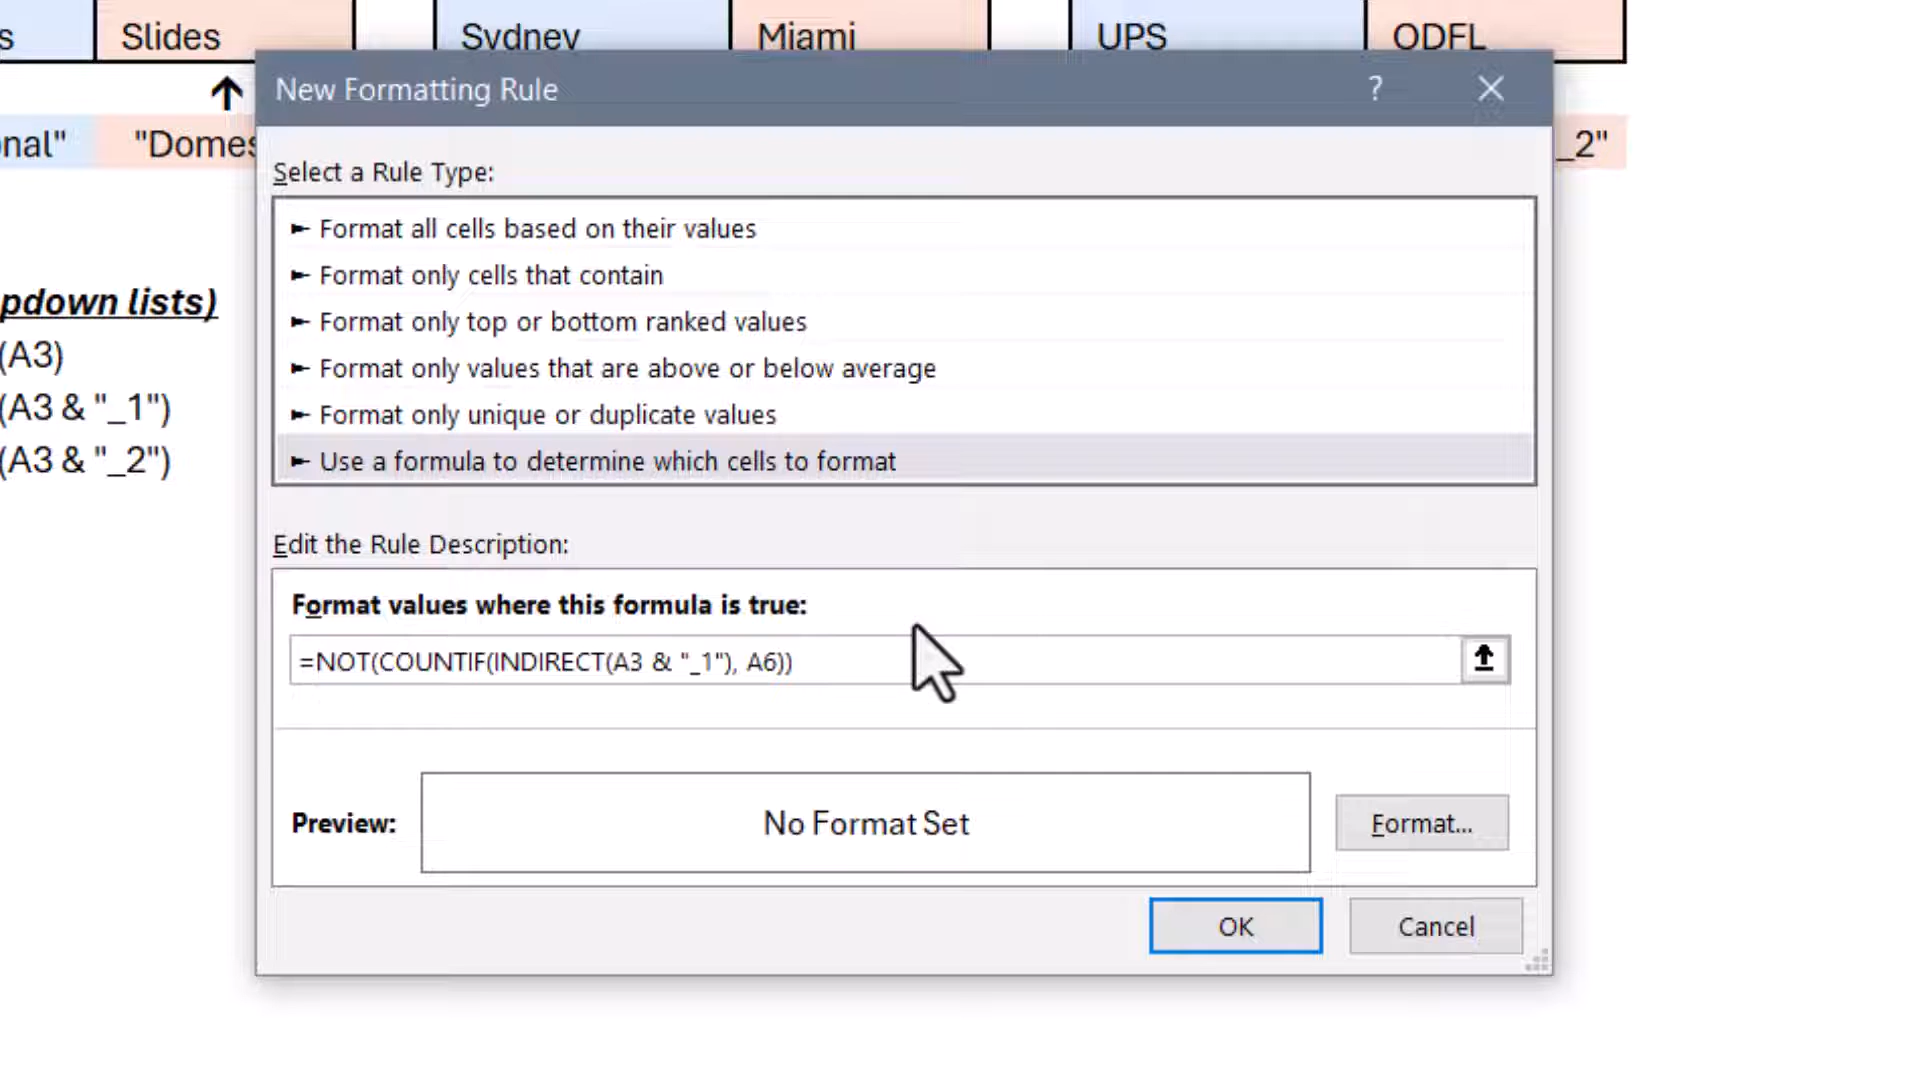 s Slides Sydney Miami UPS ODFL
New Formatting Rule ?
nal" "Domes _2"
Select a Rule Type:
► Format all cells based on their values
► Format only cells that contain
► Format only top or bottom ranked values
► Format only values that are above or below average
► Format only unique or duplicate values
► Use a formula to determine which cells to format
pdown lists)
(A3)
(A3 & "_1")
(A3 & "_2")
Edit the Rule Description:
Format values where this formula is true:
=NOT(COUNTIF(INDIRECT(A3 & "_1"), A6))
Preview: No Format Set Format...
OK Cancel